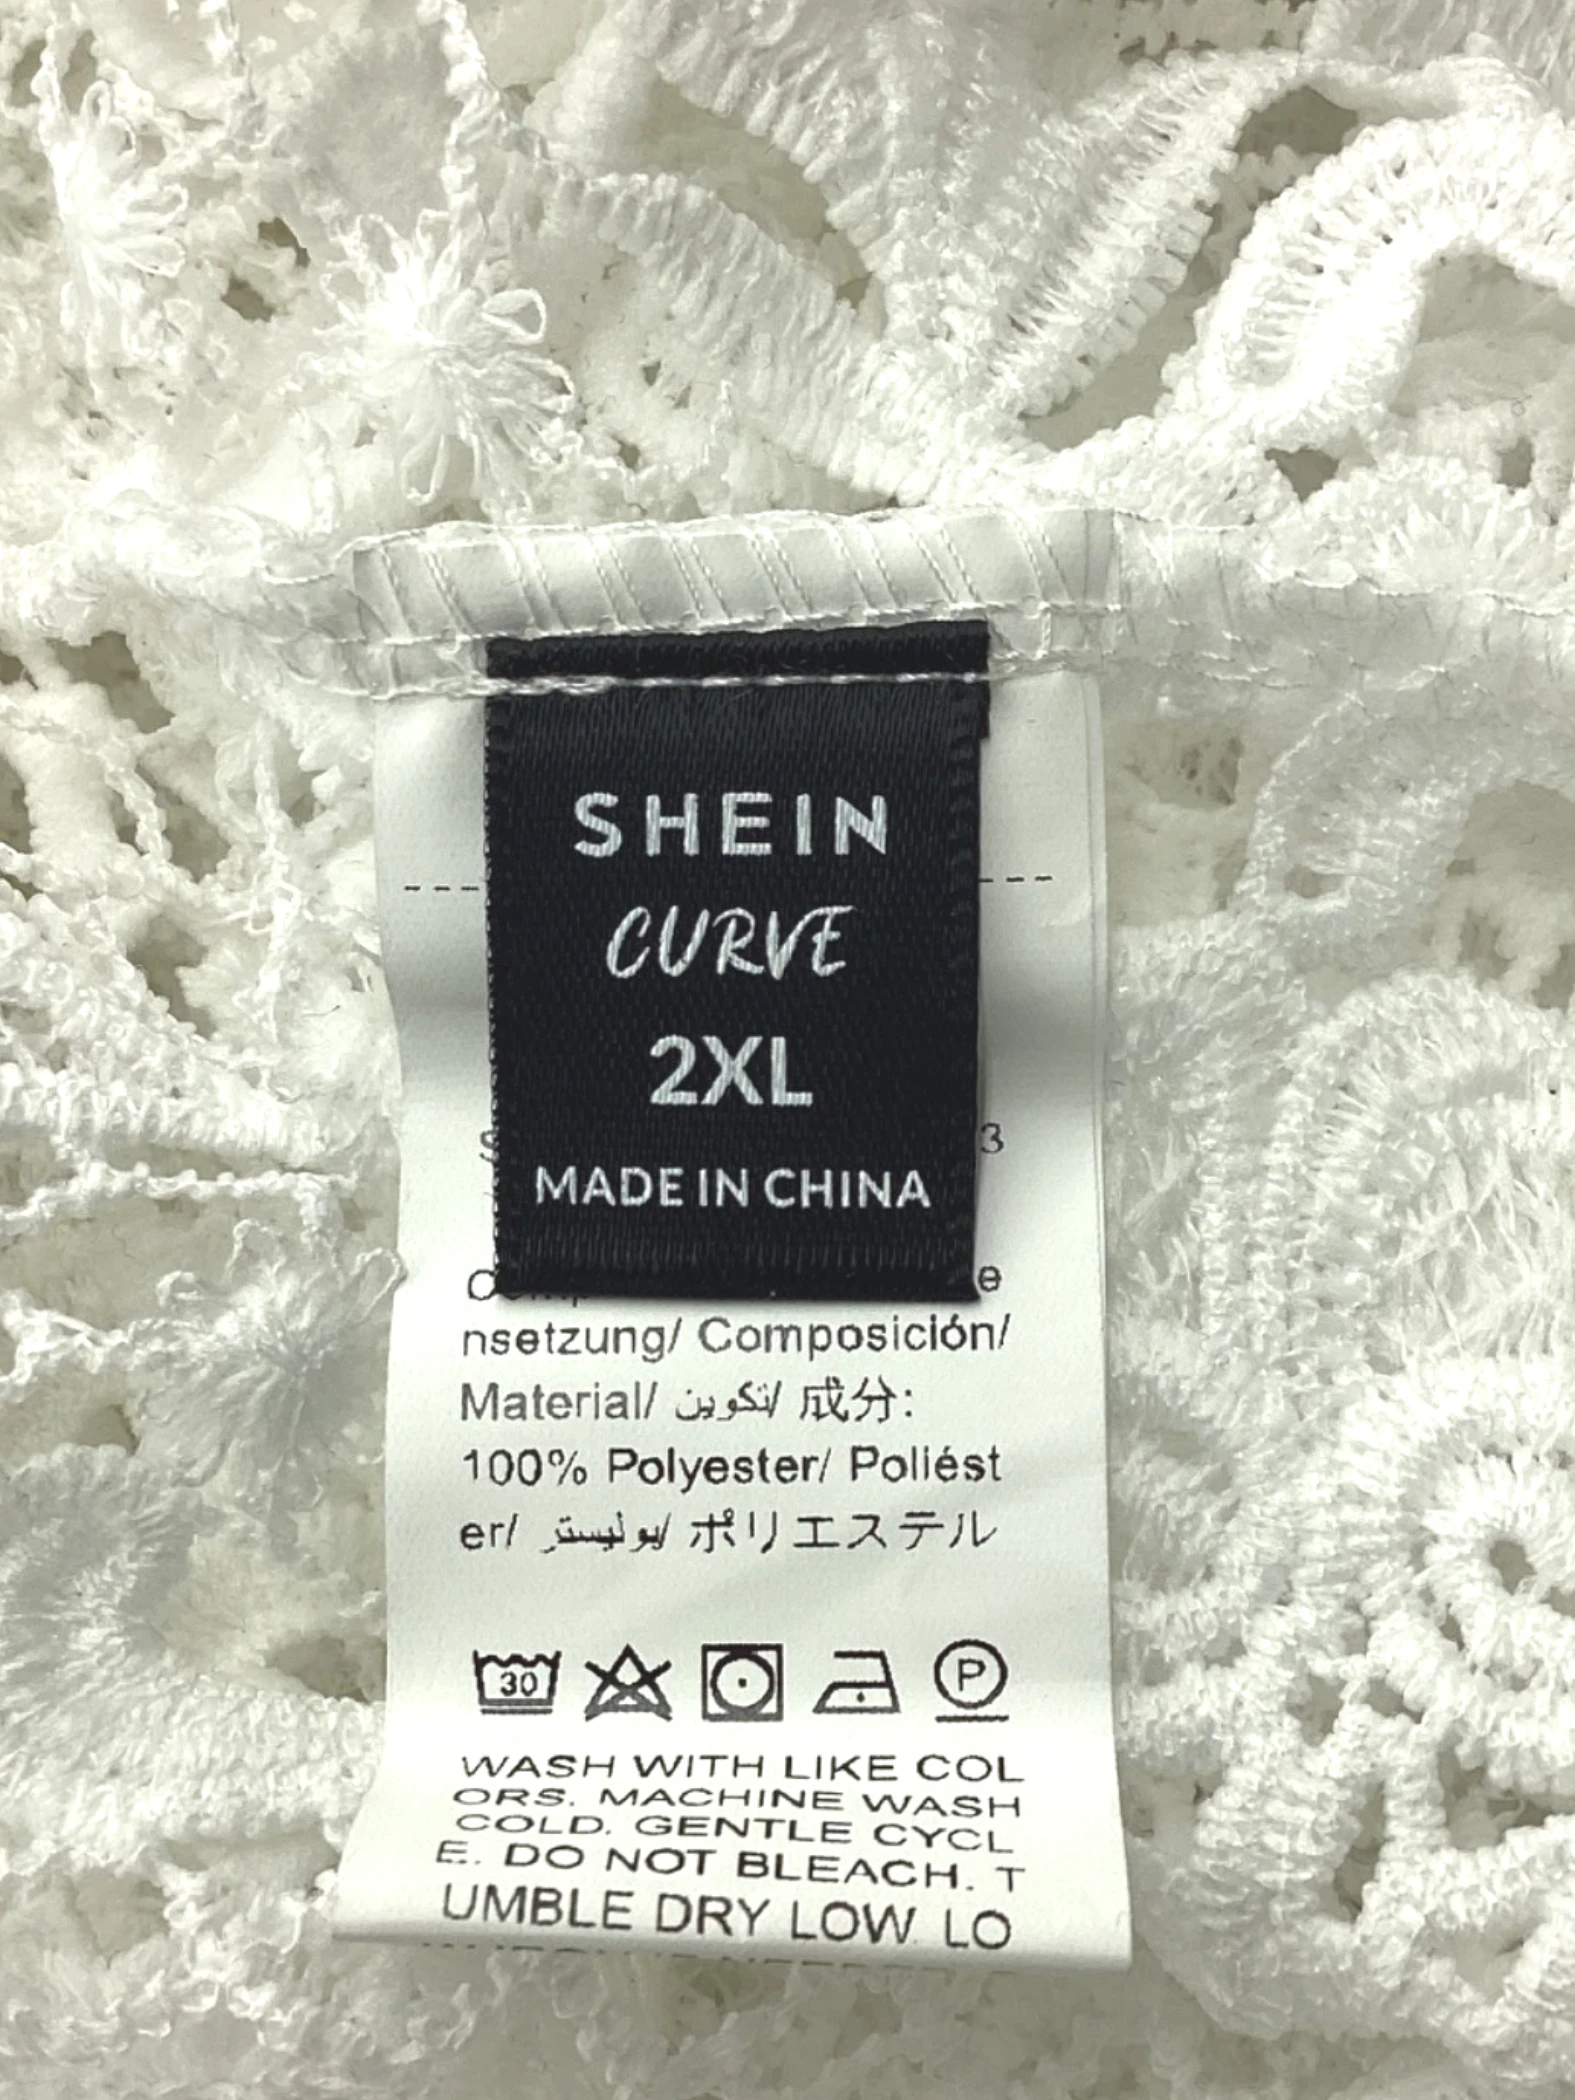 SHEIN
CURVE
2XL
MADE IN CHINA
3
nsetzung/ Composición/
Material/ تكوين/ 成分:
100% Polyester/ Poliést
er/ بوليستر/ ポリエステル
30
P
WASH WITH LIKE COL
ORS. MACHINE WASH
COLD. GENTLE CYCL
E. DO NOT BLEACH. T
UMBLE DRY LOW. LO